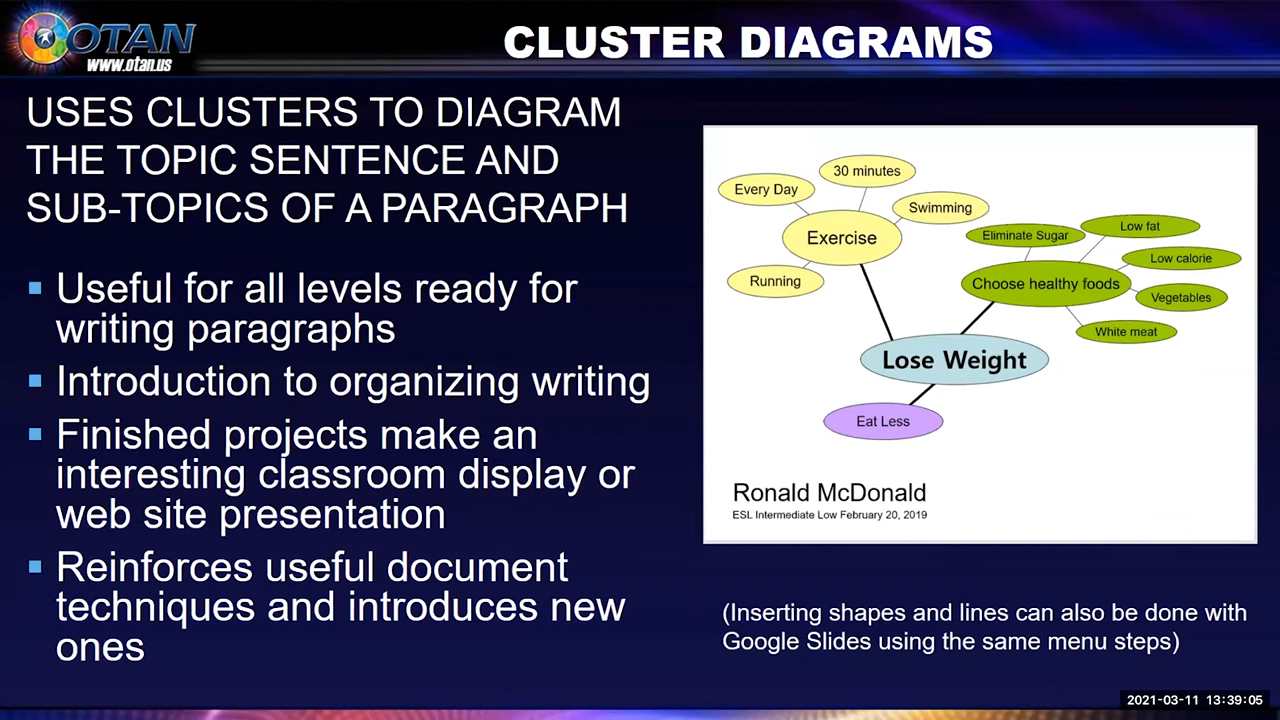 OTAN
www.otan.us
CLUSTER DIAGRAMS
USES CLUSTERS TO DIAGRAM
THE TOPIC SENTENCE AND
SUB-TOPICS OF A PARAGRAPH
Useful for all levels ready for
writing paragraphs
Introduction to organizing writing
Finished projects make an
interesting classroom display or
web site presentation
Reinforces useful document
techniques and introduces new
ones
30 minutes
Every Day
Swimming
Exercise
Running
Eliminate Sugar
Low fat
Low calorie
Choose healthy foods
Vegetables
White meat
Lose Weight
Eat Less
Ronald McDonald
ESL Intermediate Low February 20, 2019
(Inserting shapes and lines can also be done with
Google Slides using the same menu steps)
2021-03-11 13:39:05